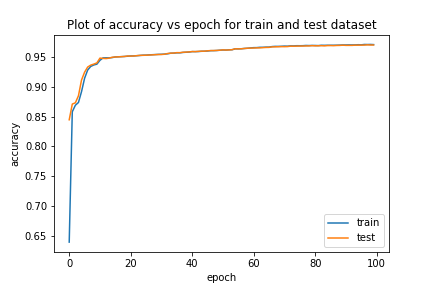 Plot of accuracy vs epoch for train and test dataset
0.95
0.90
0.85
0.80
0.75
0.70
0.65
accuracy
0 20 40 60 80 100
epoch
train
test